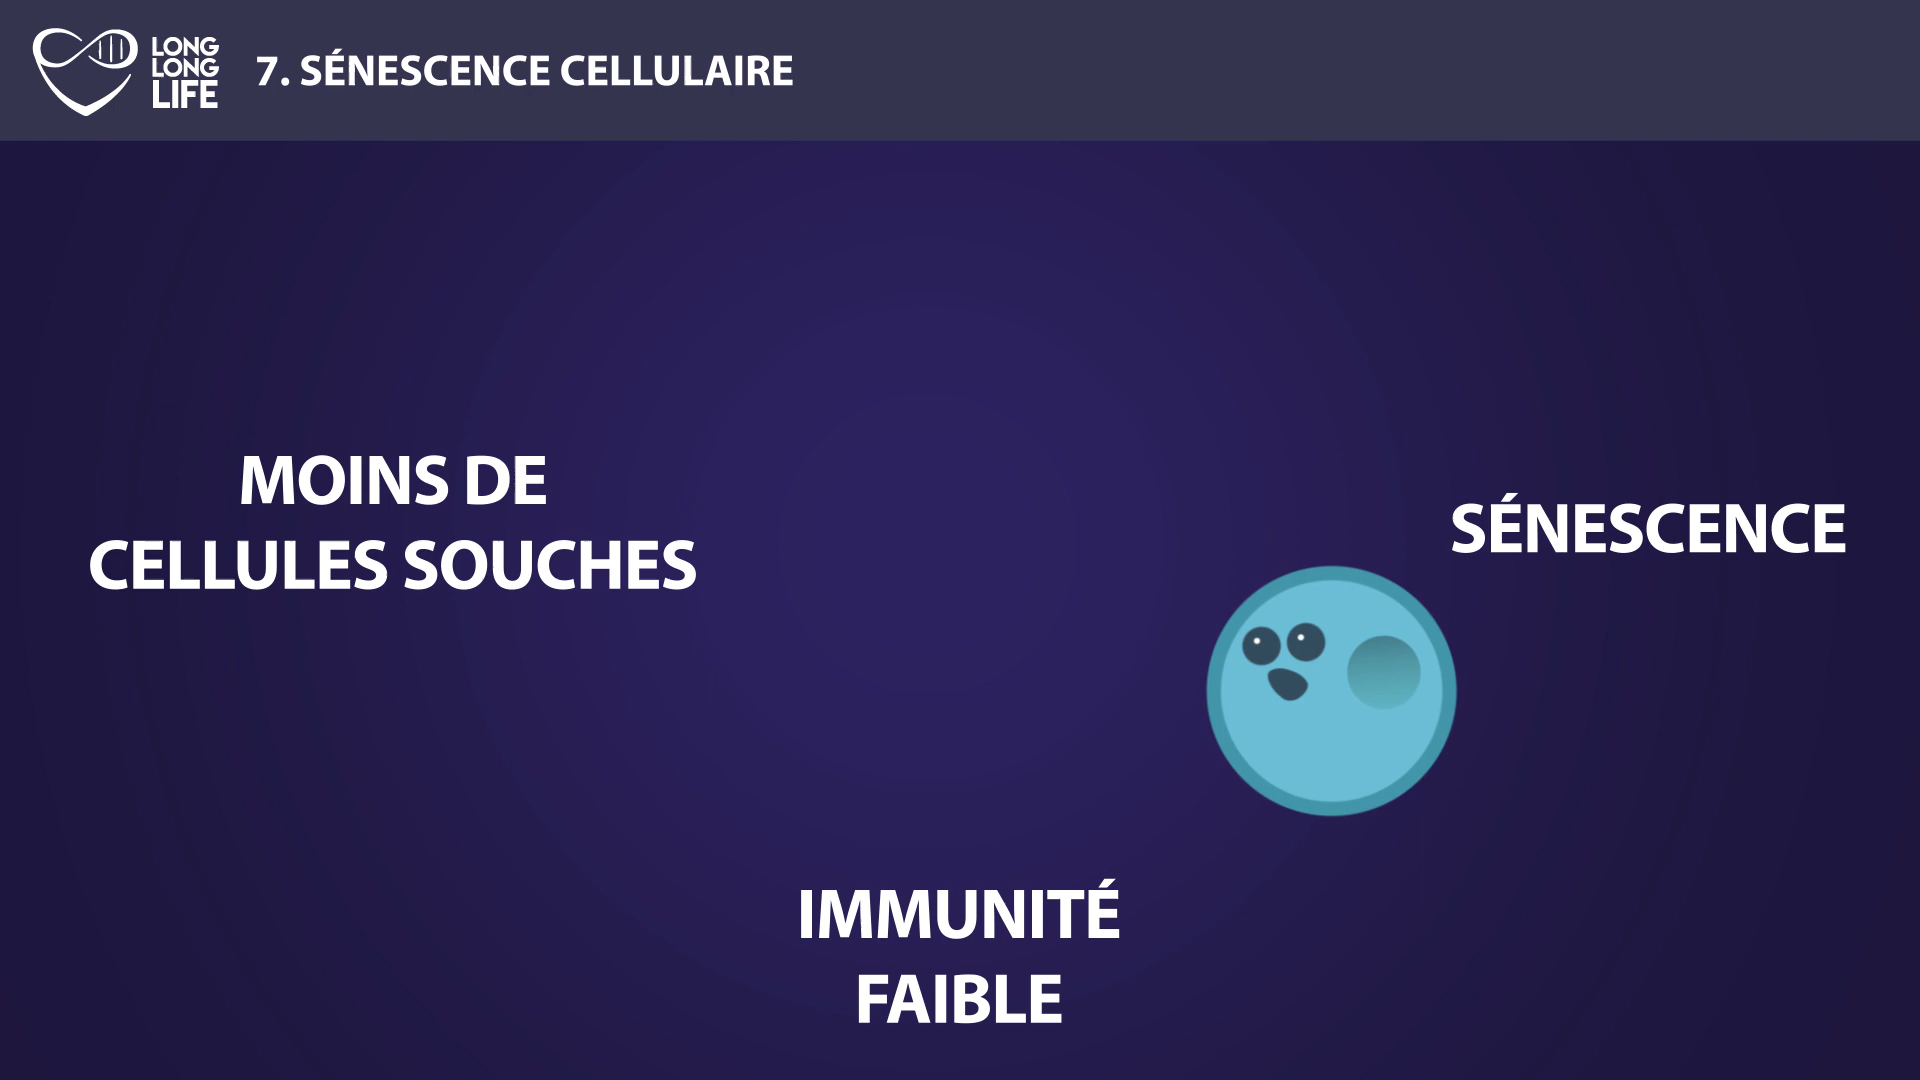 LONG
LONG
LIFE
7. SÉNESCENCE CELLULAIRE
MOINS DE
CELLULES SOUCHES
SÉNESCENCE
IMMUNITÉ
FAIBLE